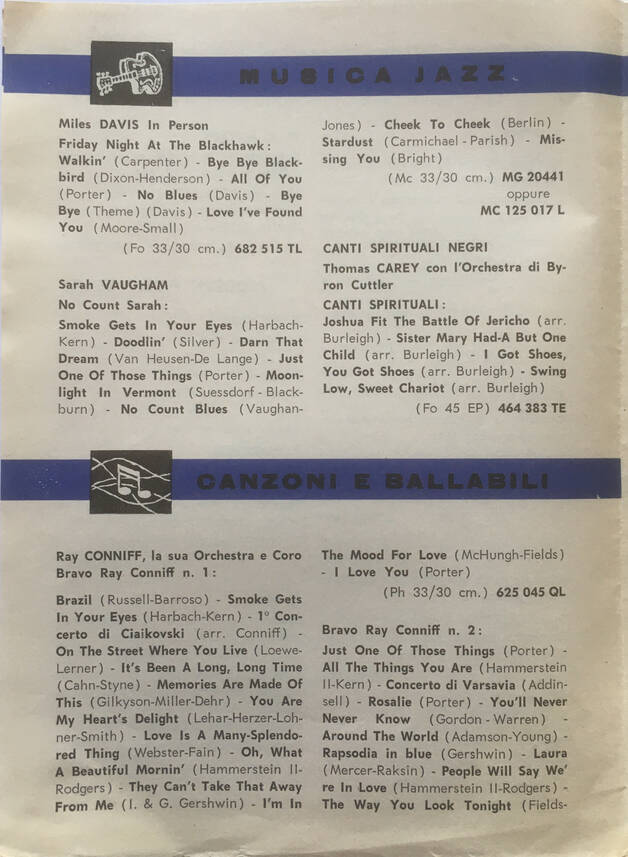 MUSICA JAZZ
Miles DAVIS In Person
Friday Night At The Blackhawk:
Walkin' (Carpenter) - Bye Bye Black-
bird (Dixon-Henderson) - All Of You
(Porter) - No Blues (Davis) - Bye
Bye (Theme) (Davis) - Love I've Found
You (Moore-Small)
(Fo 33/30 cm.) 682 515 TL
Sarah VAUGHAM
No Count Sarah:
Smoke Gets In Your Eyes (Harbach-
Kern) - Doodlin' (Silver) - Darn That
Dream (Van Heusen-De Lange) - Just
One Of Those Things (Porter) - Moon-
light In Vermont (Suessdorf - Black-
burn) - No Count Blues (Vaughan-
Jones) - Cheek To Cheek (Berlin) -
Stardust (Carmichael - Parish) - Mis-
sing You (Bright)
(Mc 33/30 cm.) MG 20441
oppure
MC 125 017 L
CANTI SPIRITUALI NEGRI
Thomas CAREY con l'Orchestra di By-
ron Cuttler
CANTI SPIRITUALI:
Joshua Fit The Battle Of Jericho (arr.
Burleigh) - Sister Mary Had-A But One
Child (arr. Burleigh) - I Got Shoes,
You Got Shoes (arr. Burleigh) - Swing
Low, Sweet Chariot (arr. Burleigh)
(Fo 45 EP) 464 383 TE
CANZONI E BALLABILI
Ray CONNIFF, la sua Orchestra e Coro
Bravo Ray Conniff n. 1:
Brazil (Russell-Barroso) - Smoke Gets
In Your Eyes (Harbach-Kern) - 1° Con-
certo di Ciaikovski (arr. Conniff) -
On The Street Where You Live (Loewe-
Lerner) - It's Been A Long, Long Time
(Cahn-Styne) - Memories Are Made Of
This (Gilkyson-Miller-Dehr) - You Are
My Heart's Delight (Lehar-Herzer-Loh-
ner-Smith) - Love Is A Many-Splendo-
red Thing (Webster-Fain) - Oh, What
A Beautiful Mornin' (Hammerstein II-
Rodgers) - They Can't Take That Away
From Me (I. & G. Gershwin) - I'm In
The Mood For Love (McHungh-Fields)
- I Love You (Porter)
(Ph 33/30 cm.) 625 045 QL
Bravo Ray Conniff n. 2:
Just One Of Those Things (Porter) -
All The Things You Are (Hammerstein
II-Kern) - Concerto di Varsavia (Addin-
sell) - Rosalie (Porter) - You'll Never
Never Know (Gordon - Warren) -
Around The World (Adamson-Young) -
Rapsodia in blue (Gershwin) - Laura
(Mercer-Raksin) - People Will Say We'
re In Love (Hammerstein II-Rodgers) -
The Way You Look Tonight (Fields-